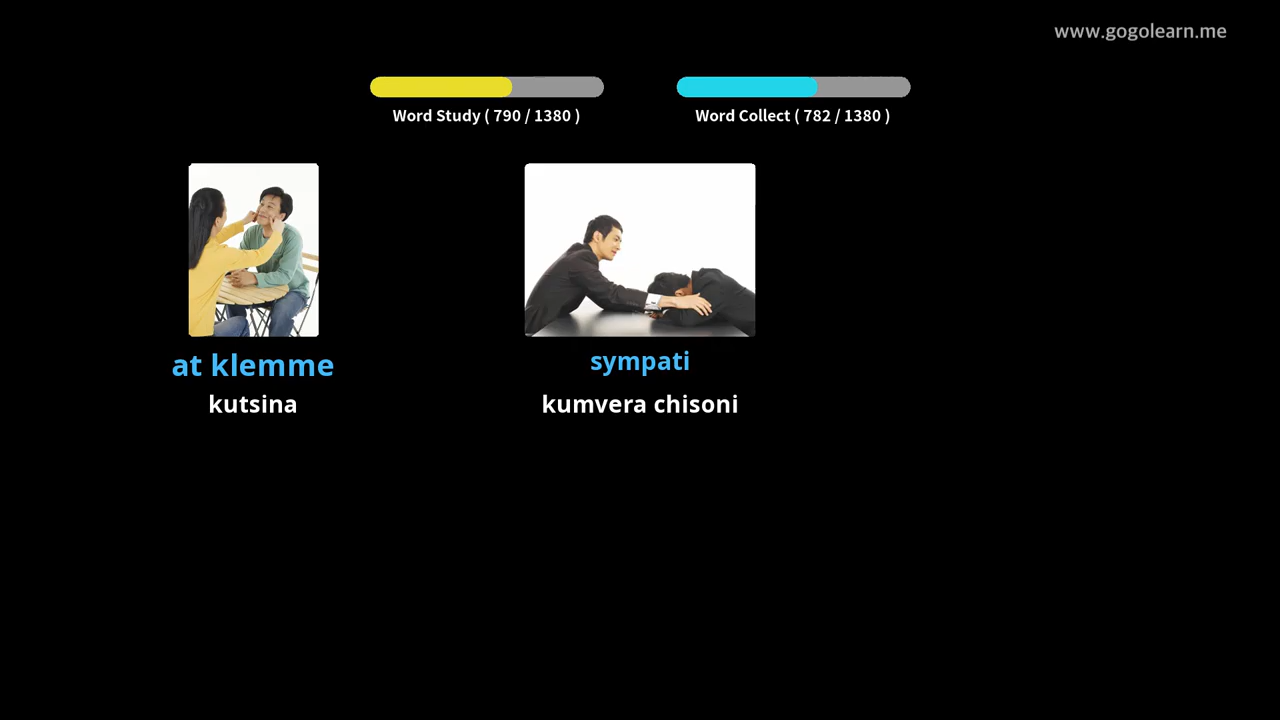 www.gogolearn.me
Word Study ( 790 / 1380 )
Word Collect ( 782 / 1380 )
at klemme
kutsina
sympati
kumvera chisoni